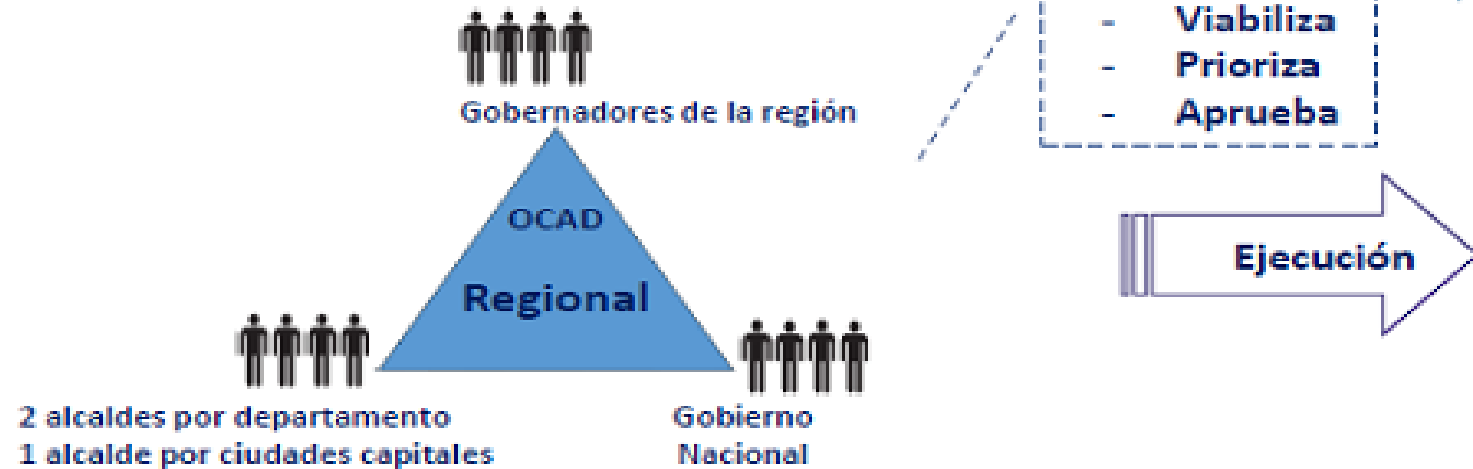 Gobernadores de la región
OCAD
Regional
2 alcaldes por departamento
1 alcalde por ciudades capitales
Gobierno
Nacional
- Viabiliza
- Prioriza
- Aprueba
Ejecución